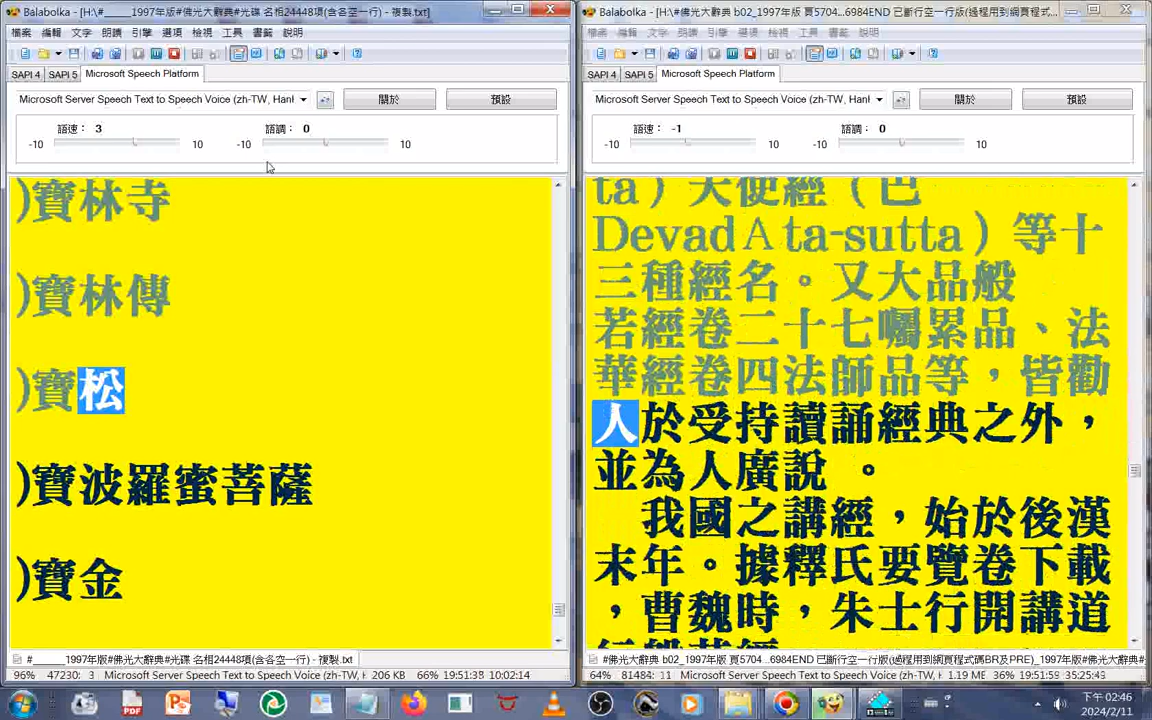 Balabolka - [H:\#_____1997年版#佛光大辭典#光碟 名相24448項(含各空一行) - 複製.txt]
檔案 編輯 文字 朗讀 引擎 選項 檢視 工具 書籤 說明
SAPI 4 SAPI 5 Microsoft Speech Platform
Microsoft Server Speech Text to Speech Voice (zh-TW, Hanl
關於 預設
語速： 3 語調： 0
-10 10 -10 10
)寶林寺
)寶林傳
)寶松
)寶波羅蜜菩薩
)寶金
#_____1997年版#佛光大辭典#光碟 名相24448項(含各空一行) - 複製.txt
96% 47230: 3 Microsoft Server Speech Text to Speech Voice (zh-TW, H 206 KB 66% 19:51:38 10:02:14
Balabolka - [H:\#佛光大辭典 b02_1997年版 頁5704...6984END 已斷行空一行版(過程用到網頁程式...
檔案 編輯 文字 朗讀 引擎 選項 檢視 工具 書籤 說明
SAPI 4 SAPI 5 Microsoft Speech Platform
Microsoft Server Speech Text to Speech Voice (zh-TW, Hanl
關於 預設
語速： -1 語調： 0
-10 10 -10 10
ta）天使經（巴
DevadＡta-sutta）等十
三種經名。又大品般
若經卷二十七囑累品、法
華經卷四法師品等，皆勸
人於受持讀誦經典之外，
並為人廣說 。
我國之講經，始於後漢
末年。據釋氏要覽卷下載
，曹魏時，朱士行開講道
#佛光大辭典 b02_1997年版 頁5704...6984END 已斷行空一行版(過程用到網頁程式碼BR及PRE)_1997年版#佛光大辭典#
64% 81484: 11 Microsoft Server Speech Text to Speech Voice (zh-TW, H 1.19 ME 36% 19:51:59 35:25:49
下午 02:46
2024/2/11